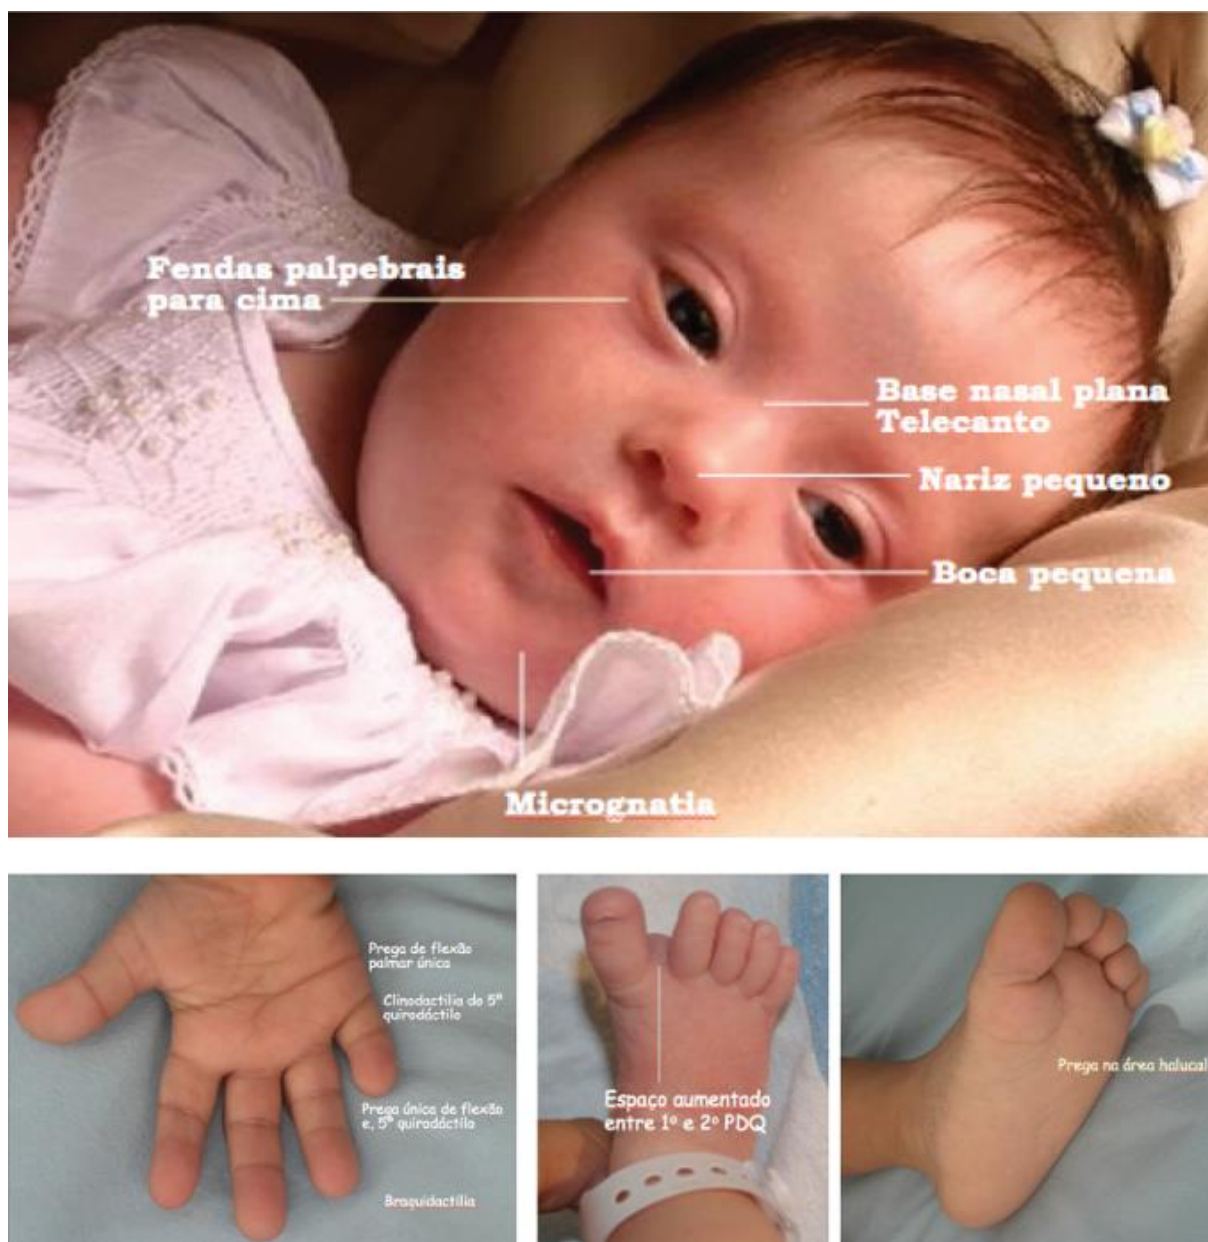 Fendas palpebrais
para cima
Base nasal plana
Telecanto
Nariz pequeno
Boca pequena
Micrognatia
Prega de flexão
palmar única
Clinodactilia do 5º
quirodáctilo
Prega única de flexão
e, 5º quirodáctilo
Braquidactilia
Espaço aumentado
entre 1º e 2º PDQ
Prega na área halucal